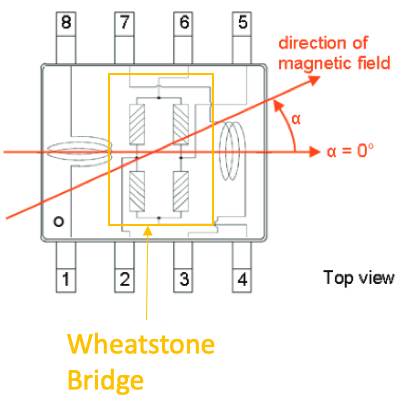 8 7 6 5
direction of
magnetic field
α
α = 0°
1 2 3 4
Top view
Wheatstone
Bridge